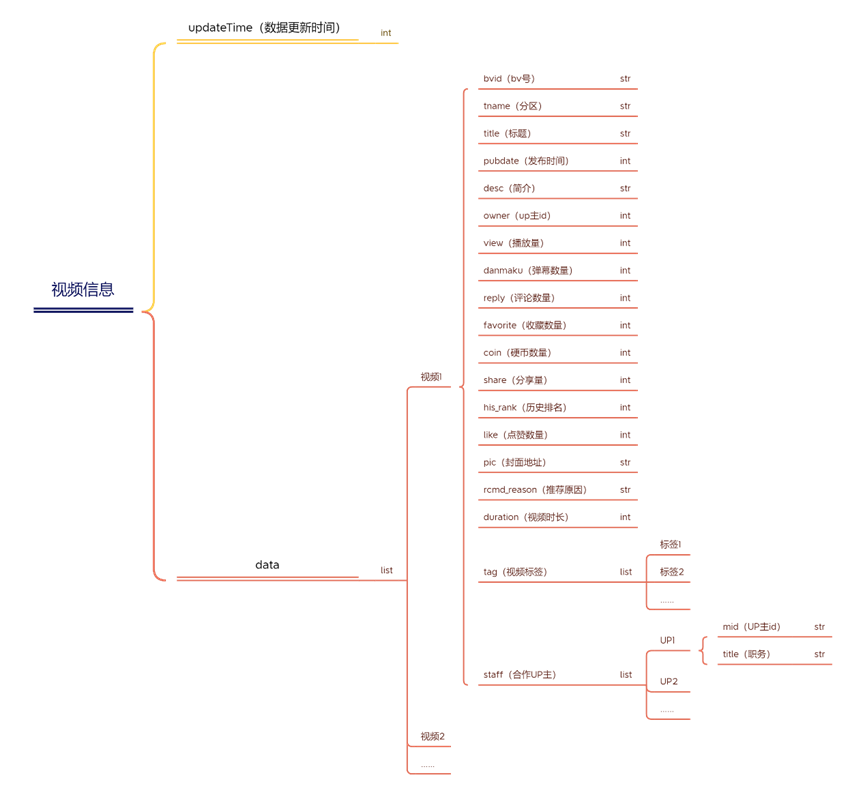 updateTime（数据更新时间） int
bvid（bv号） str
tname（分区） str
title（标题） str
pubdate（发布时间） int
desc（简介） str
owner（up主id） int
view（播放量） int
danmaku（弹幕数量） int
reply（评论数量） int
favorite（收藏数量） int
coin（硬币数量） int
share（分享量） int
his_rank（历史排名） int
like（点赞数量） int
pic（封面地址） str
rcmd_reason（推荐原因） str
duration（视频时长） int
视频信息
视频1
data list
tag（视频标签） list
标签1
标签2
……
staff（合作UP主） list
UP1
mid（UP主id） str
title（职务） str
UP2
……
视频2
……